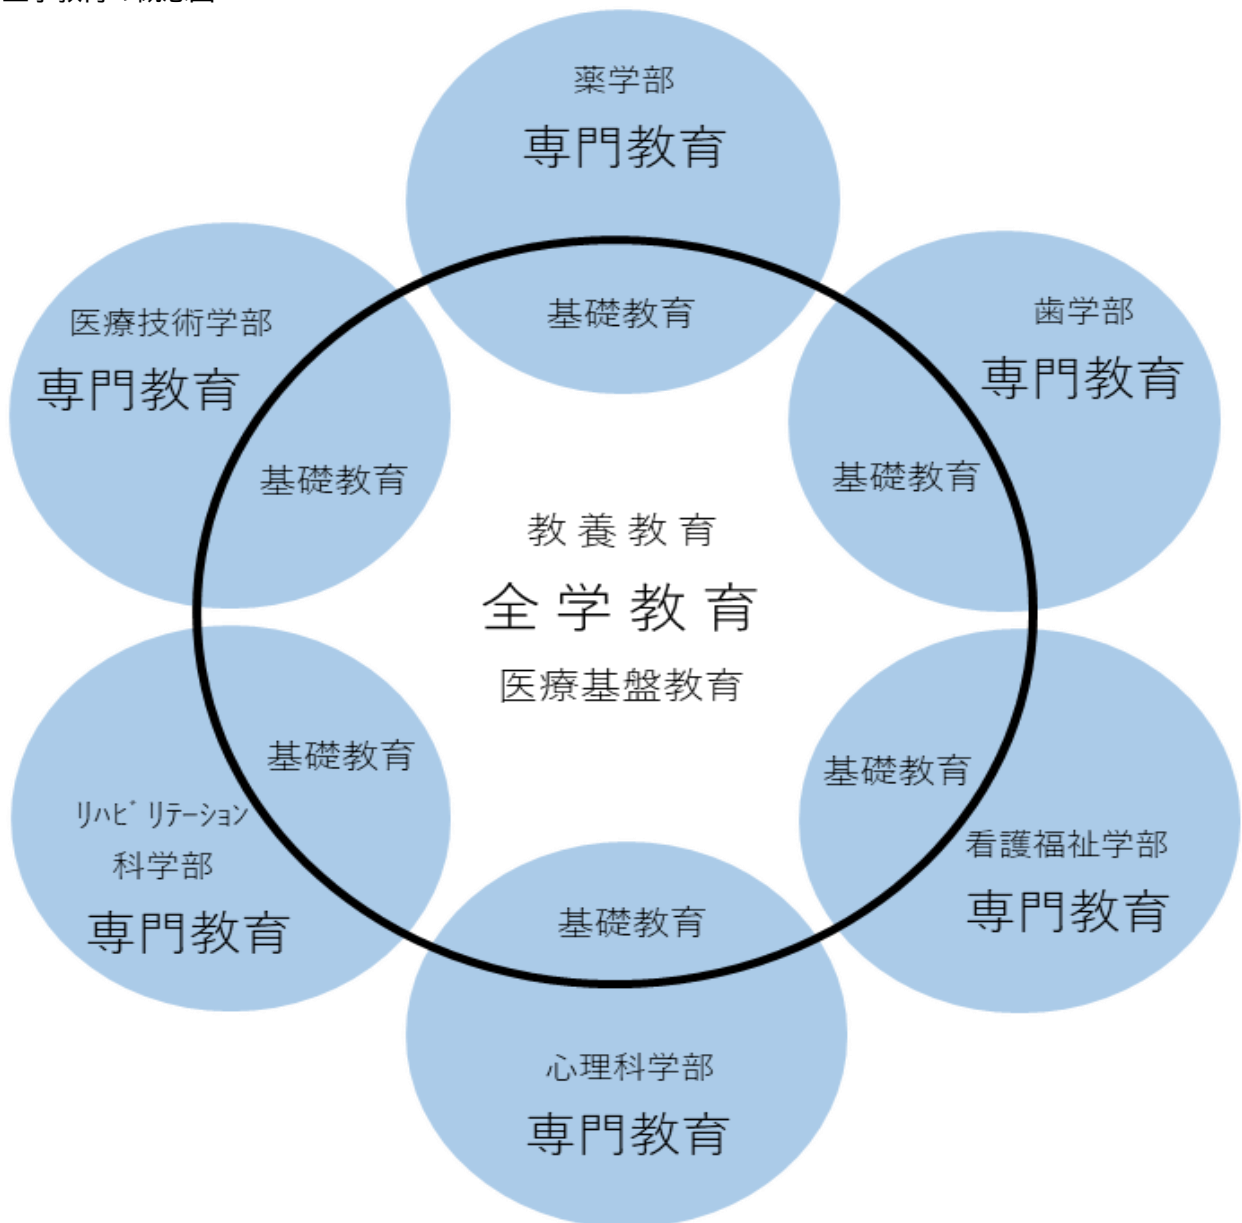 薬学部
専門教育
基礎教育
医療技術学部
専門教育
基礎教育
歯学部
専門教育
基礎教育
教養教育
全学教育
医療基盤教育
基礎教育
ﾘﾊﾋﾞﾘﾃｰｼｮﾝ
科学部
専門教育
基礎教育
看護福祉学部
専門教育
基礎教育
心理科学部
専門教育